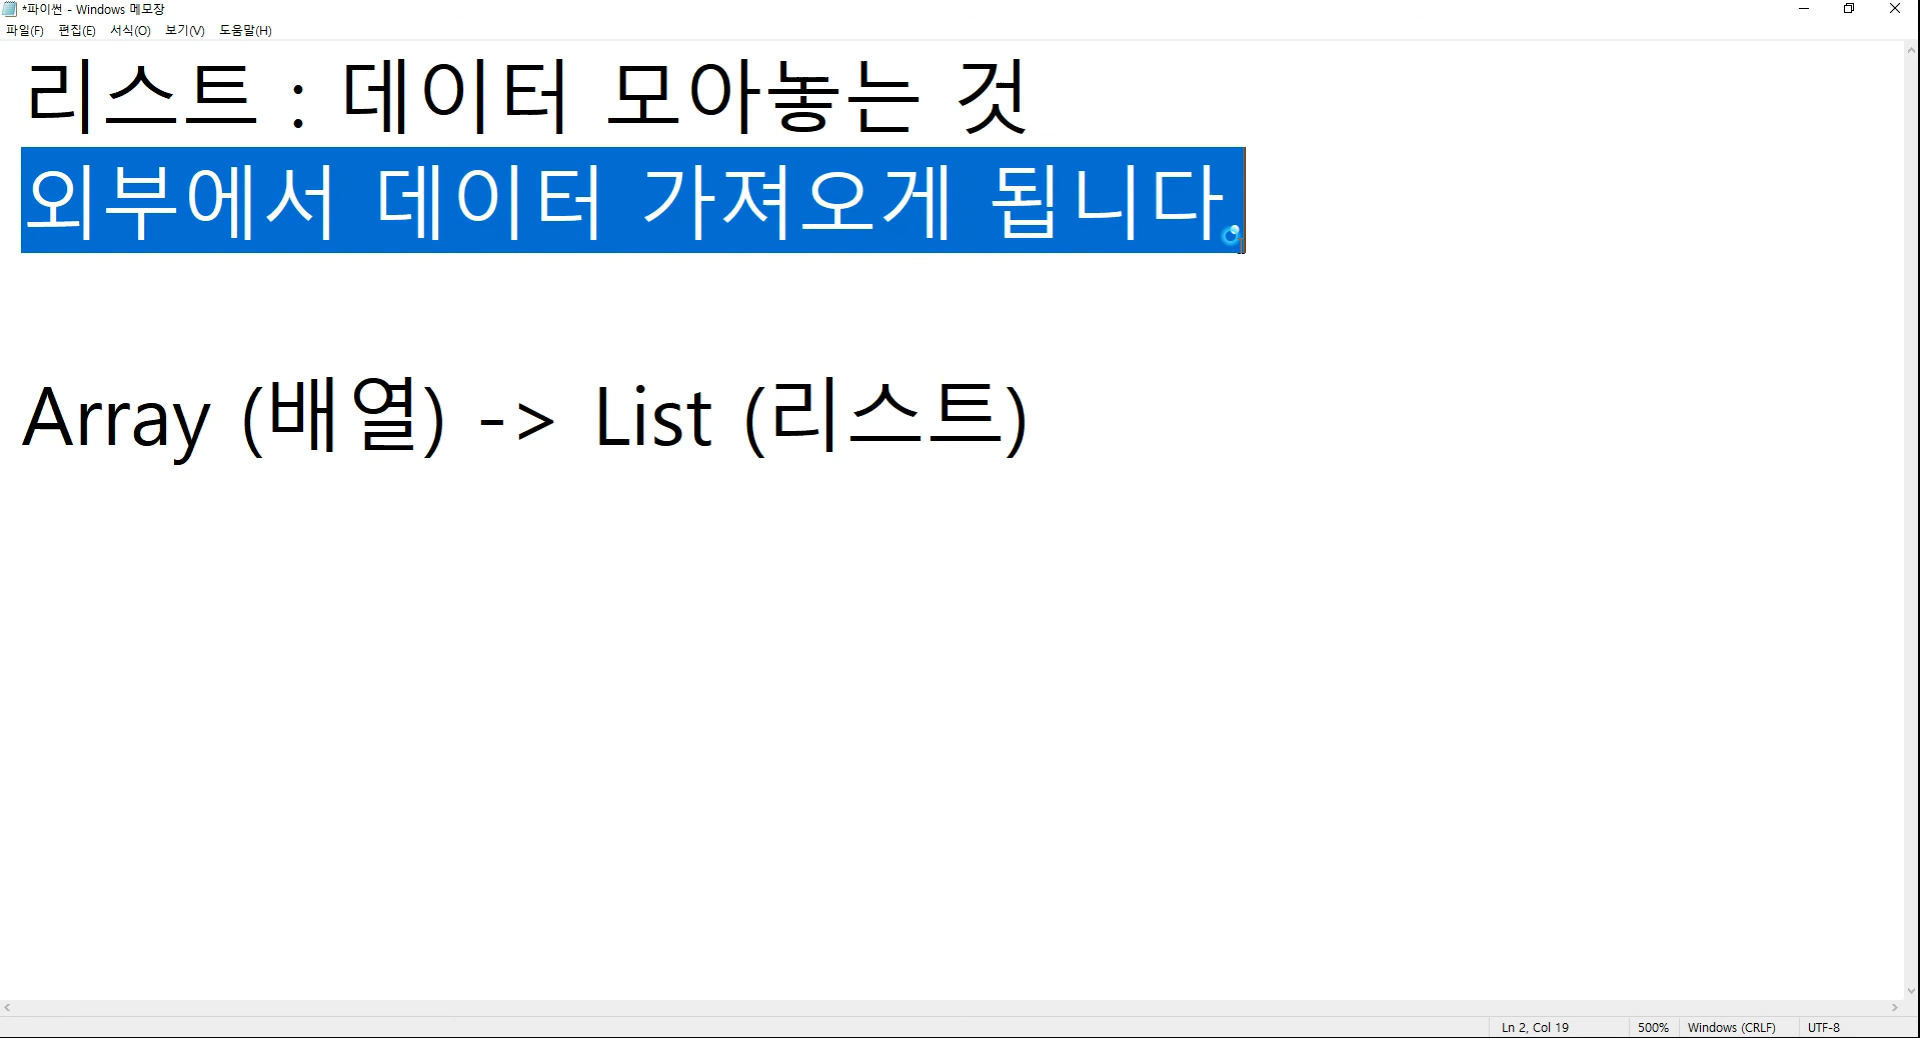 *파이썬 - Windows 메모장
파일(F) 편집(E) 서식(O) 보기(V) 도움말(H)
리스트 : 데이터 모아놓는 것
외부에서 데이터 가져오게 됩니다.
Array (배열) -> List (리스트)
Ln 2, Col 19 500% Windows (CRLF) UTF-8